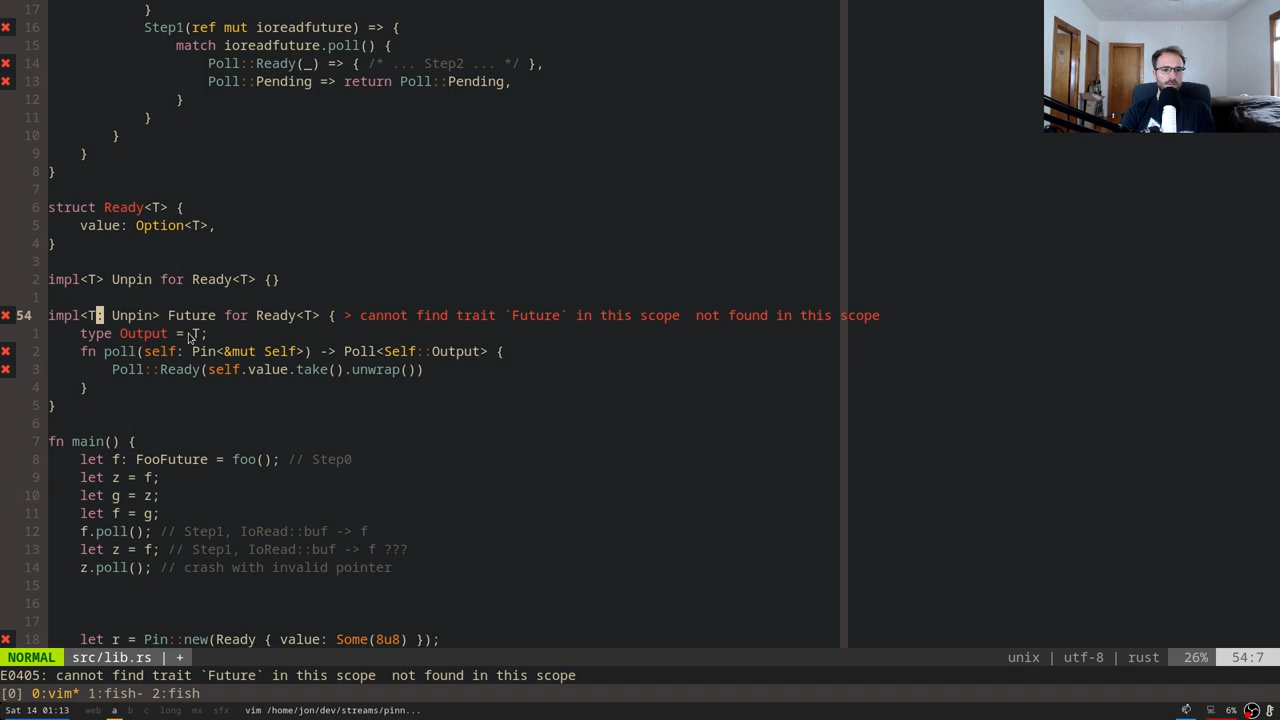 17         }
16             Step1(ref mut ioreadfuture) => {
15                 match ioreadfuture.poll() {
14                     Poll::Ready(_) => { /* ... Step2 ... */ },
13                     Poll::Pending => return Poll::Pending,
12                 }
11             }
10         }
9     }
8 }
7
6 struct Ready<T> {
5     value: Option<T>,
4 }
3
2 impl<T> Unpin for Ready<T> {}
1
54 impl<T: Unpin> Future for Ready<T> { > cannot find trait `Future` in this scope  not found in this scope
1     type Output = T;
2     fn poll(self: Pin<&mut Self>) -> Poll<Self::Output> {
3         Poll::Ready(self.value.take().unwrap())
4     }
5 }
6
7 fn main() {
8     let f: FooFuture = foo(); // Step0
9     let z = f;
10     let g = z;
11     let f = g;
12     f.poll(); // Step1, IoRead::buf -> f
13     let z = f; // Step1, IoRead::buf -> f ???
14     z.poll(); // crash with invalid pointer
15
16
17
18     let r = Pin::new(Ready { value: Some(8u8) });
NORMAL src/lib.rs | + unix | utf-8 | rust 26% 54:7
E0405: cannot find trait `Future` in this scope  not found in this scope
[0] 0:vim* 1:fish- 2:fish
Sat 14 01:13 web a b c long mx sfx vim /home/jon/dev/streams/pinn... 6%